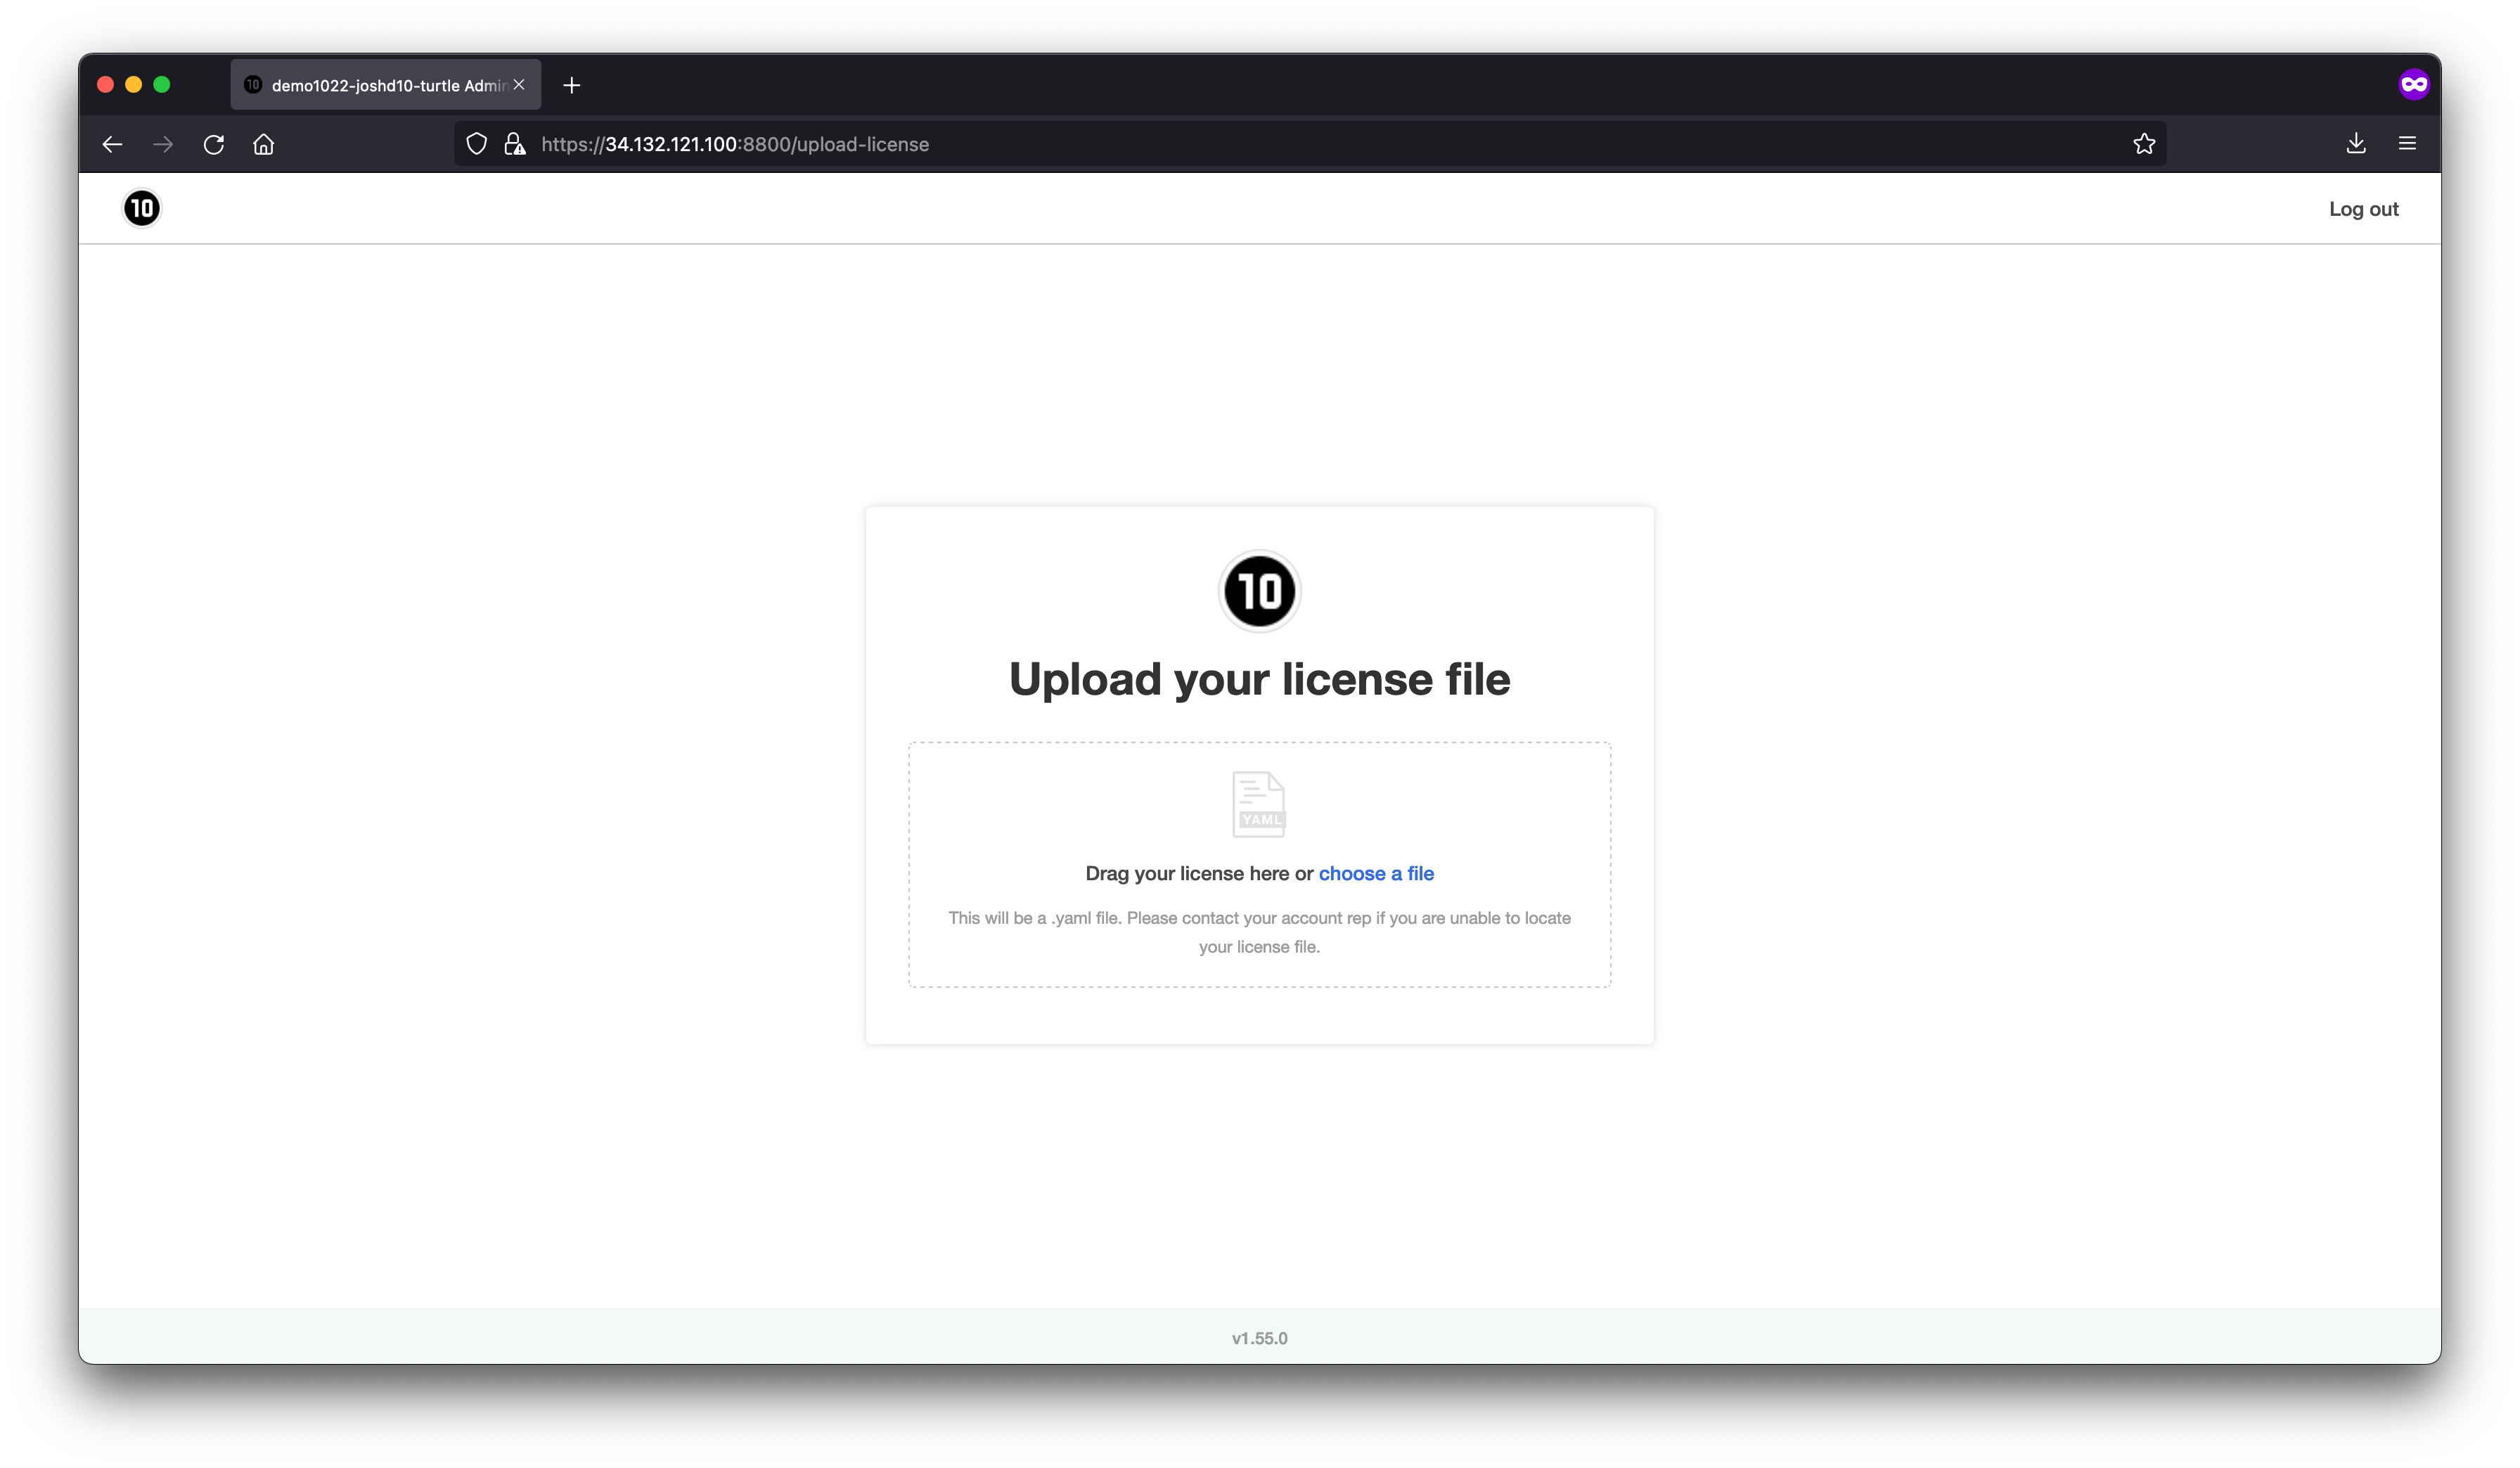 10 demo1022-joshd10-turtle Admin
https://34.132.121.100:8800/upload-license
10
Log out
10
Upload your license file
YAML
Drag your license here or choose a file
This will be a .yaml file. Please contact your account rep if you are unable to locate
your license file.
v1.55.0